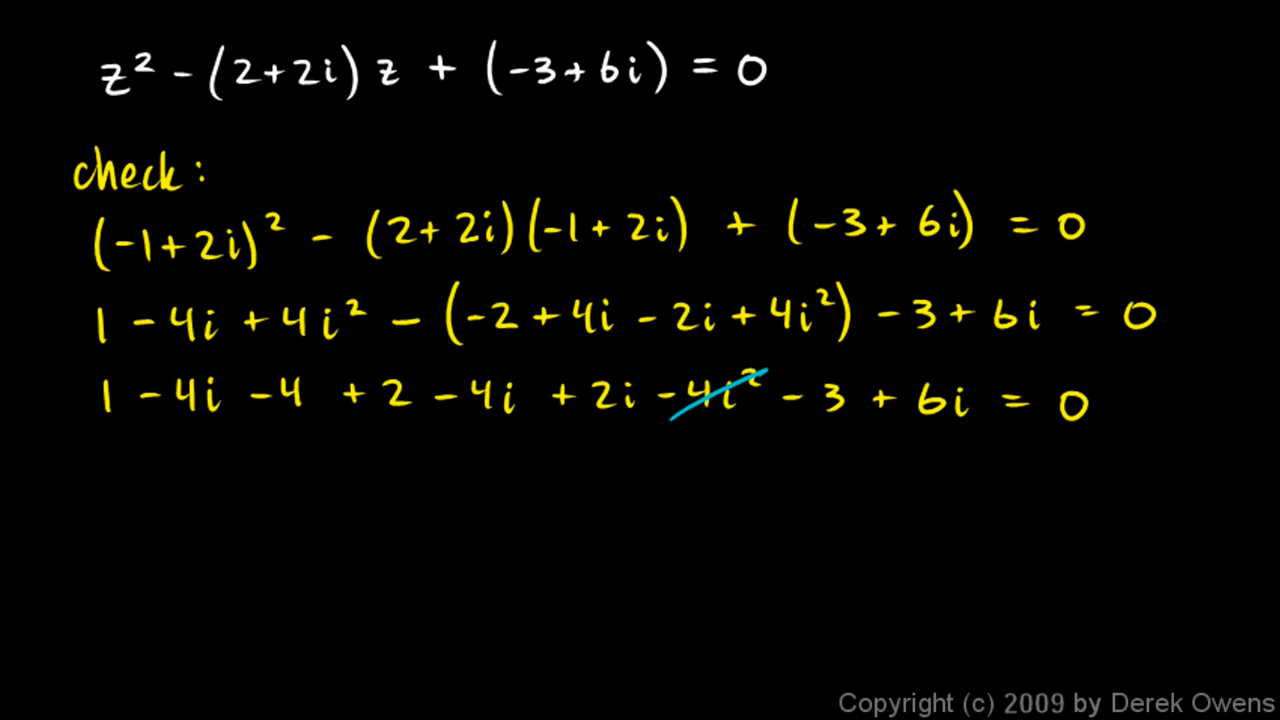 z² - (2+2i) z + (-3+6i) = 0
check:
(-1+2i)² - (2+2i)(-1+2i) + (-3+6i) = 0
1 - 4i + 4i² - (-2+4i-2i+4i²) - 3 + 6i = 0
1 - 4i - 4 + 2 - 4i + 2i - 4i² - 3 + 6i = 0
Copyright (c) 2009 by Derek Owens